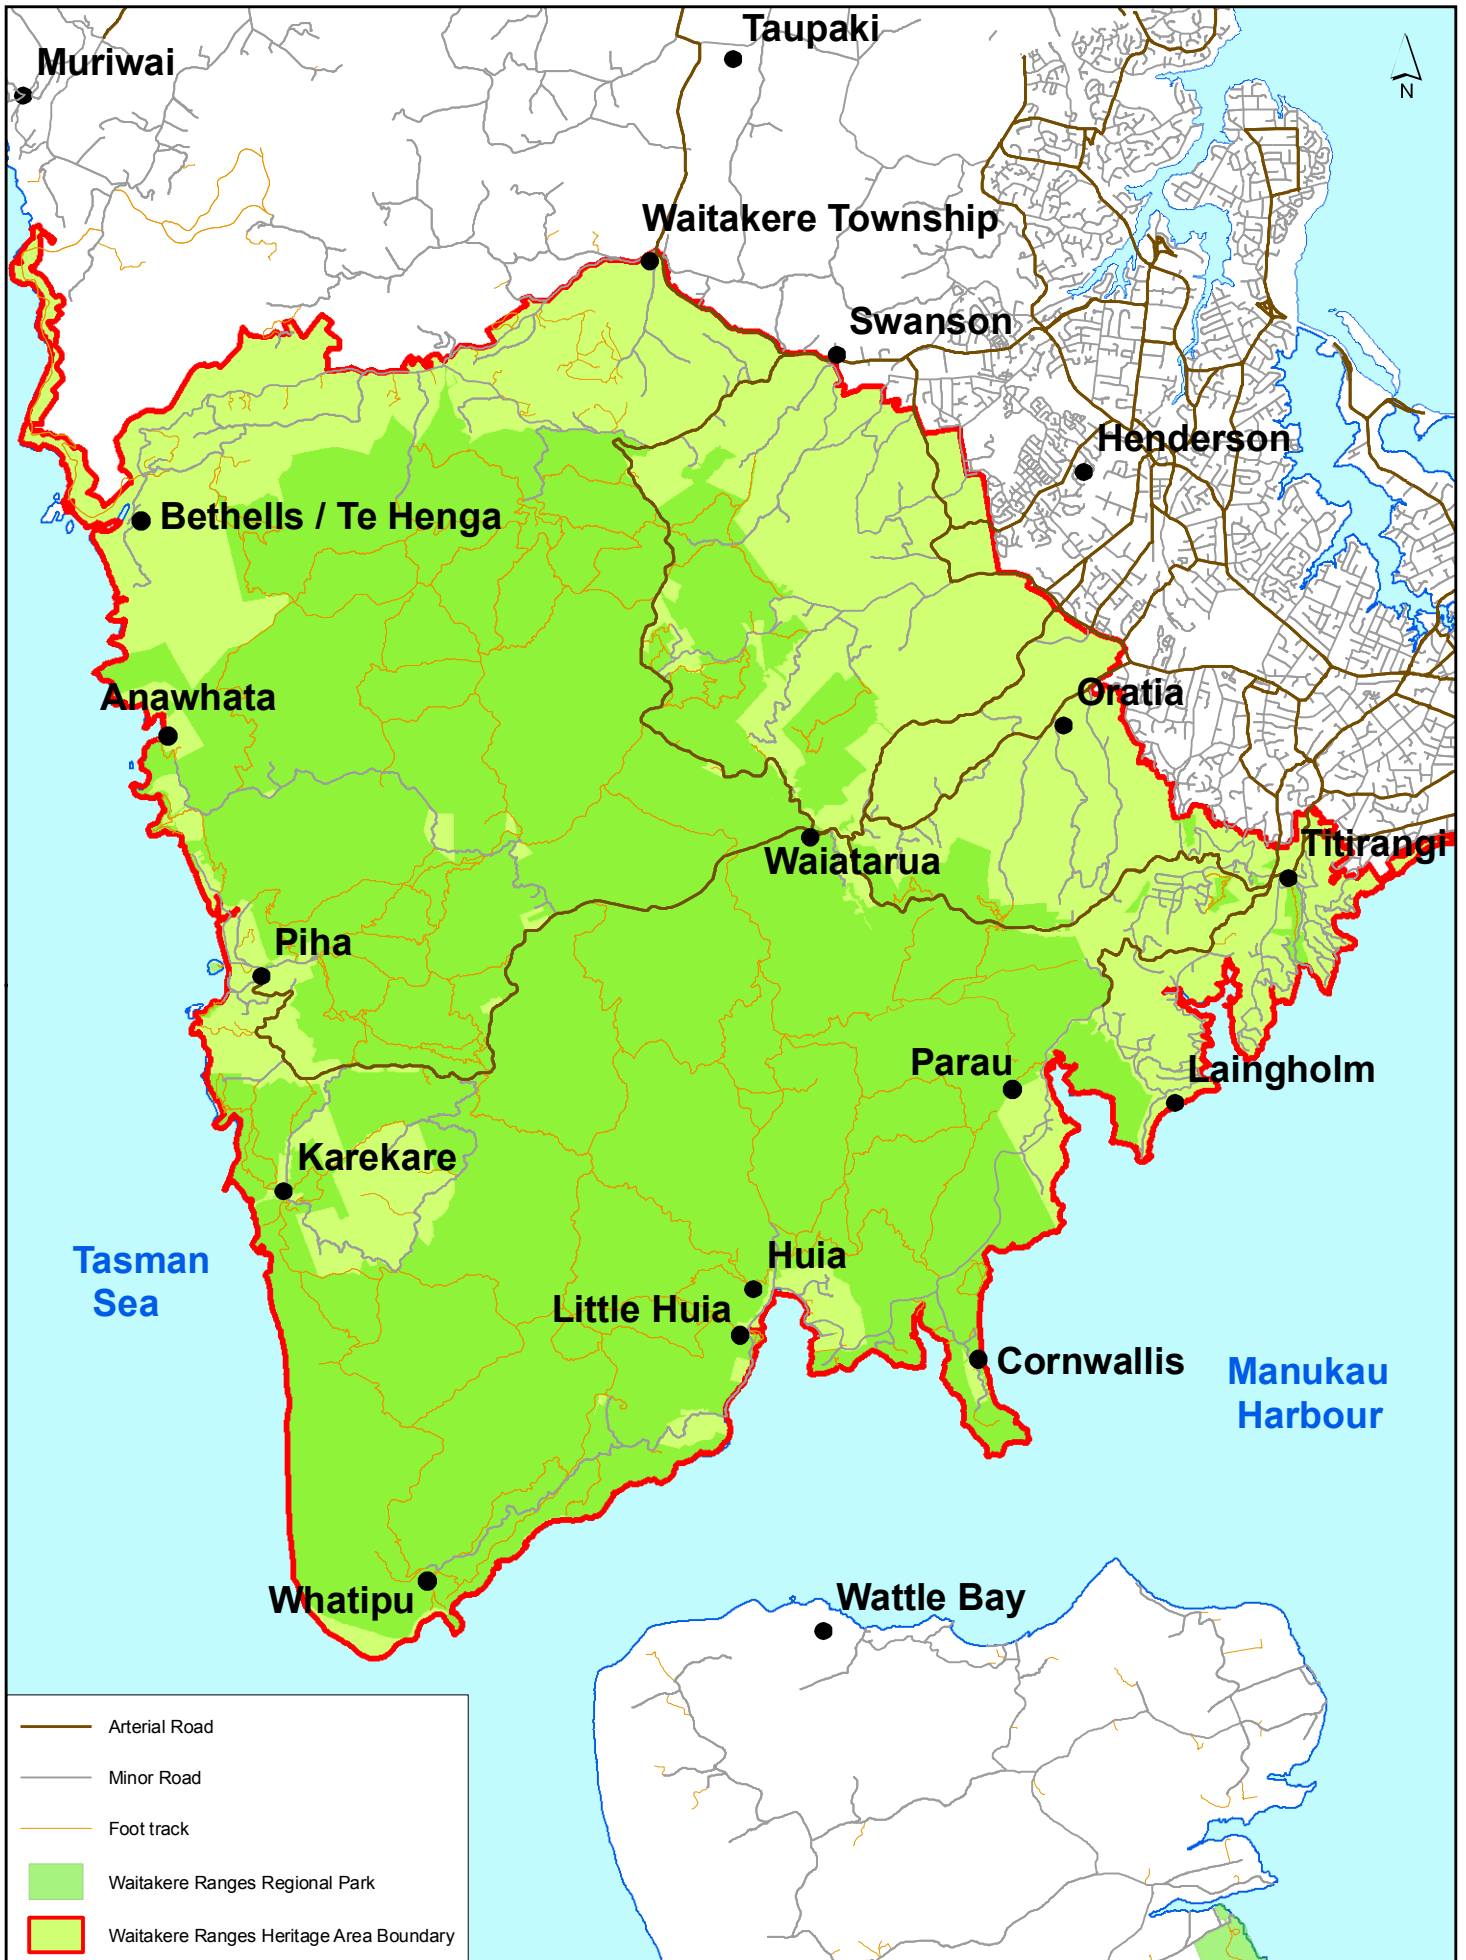 Taupaki
Muriwai
N
Waitakere Township
Swanson
Henderson
Bethells / Te Henga
Anawhata
Oratia
Titirangi
Waiatarua
Piha
Parau
Laingholm
Karekare
Tasman
Sea
Huia
Little Huia
Cornwallis
Manukau
Harbour
Whatipu
Wattle Bay
Arterial Road
Minor Road
Foot track
Waitakere Ranges Regional Park
Waitakere Ranges Heritage Area Boundary